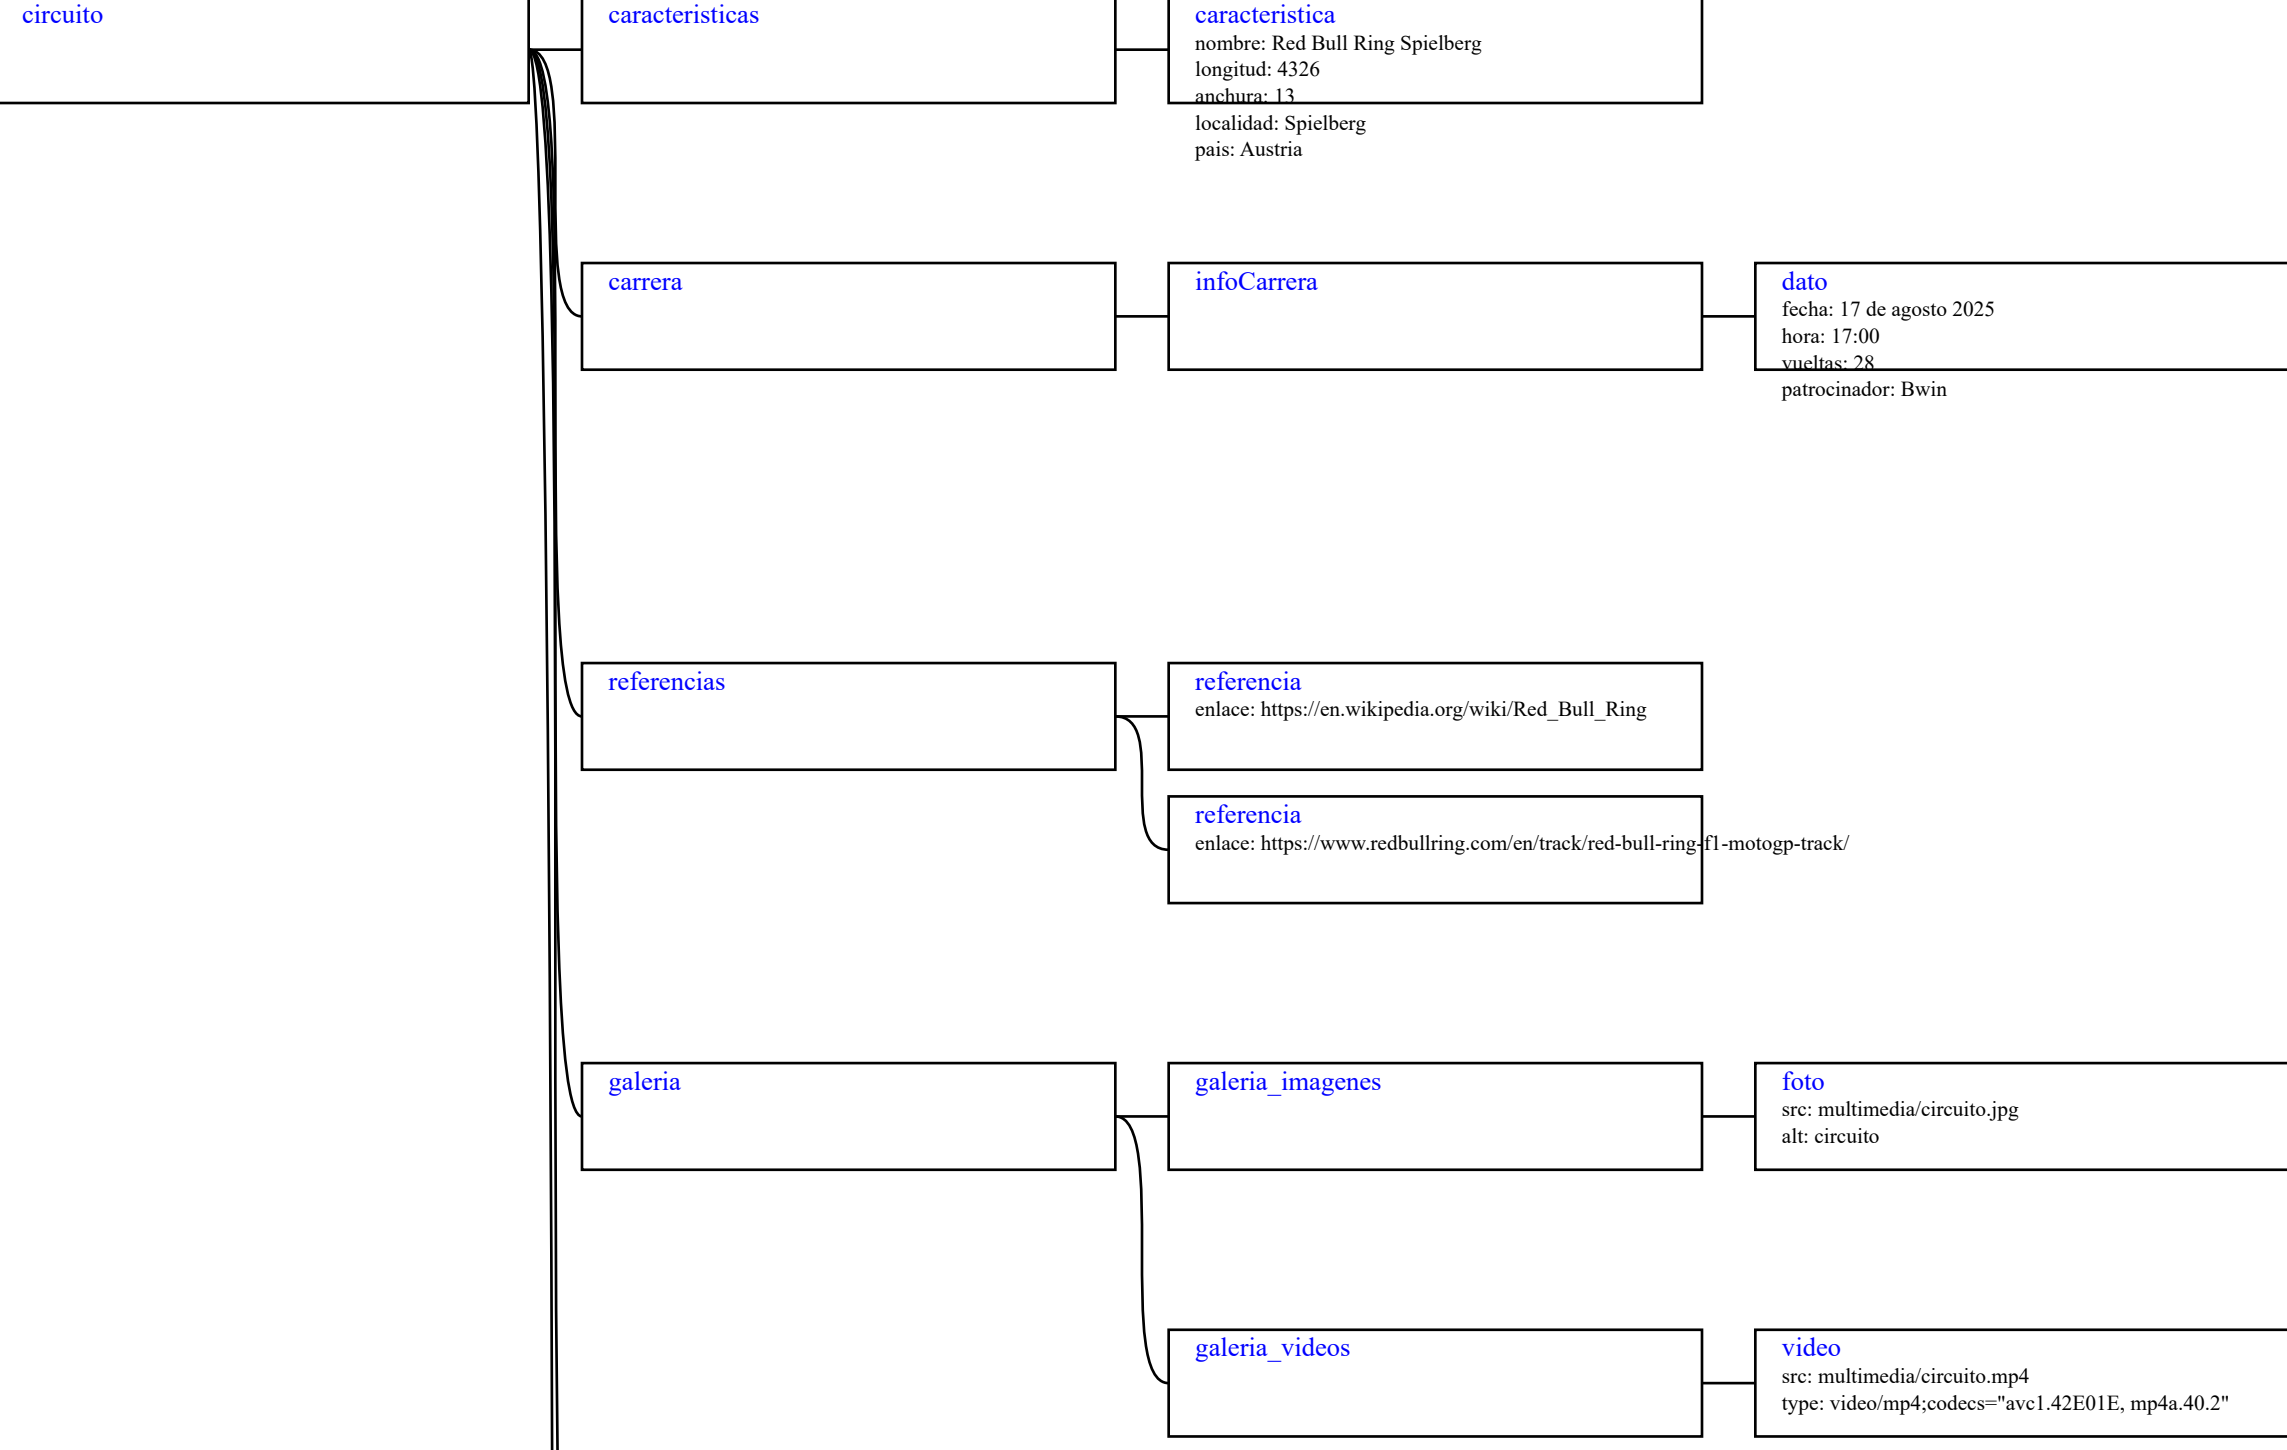 circuito
caracteristicas
caracteristica
nombre: Red Bull Ring Spielberg
longitud: 4326
anchura: 13
localidad: Spielberg
pais: Austria
carrera
infoCarrera
dato
fecha: 17 de agosto 2025
hora: 17:00
vueltas: 28
patrocinador: Bwin
referencias
referencia
enlace: https://en.wikipedia.org/wiki/Red_Bull_Ring
referencia
enlace: https://www.redbullring.com/en/track/red-bull-ring-f1-motogp-track/
galeria
galeria_imagenes
foto
src: multimedia/circuito.jpg
alt: circuito
galeria_videos
video
src: multimedia/circuito.mp4
type: video/mp4;codecs="avc1.42E01E, mp4a.40.2"